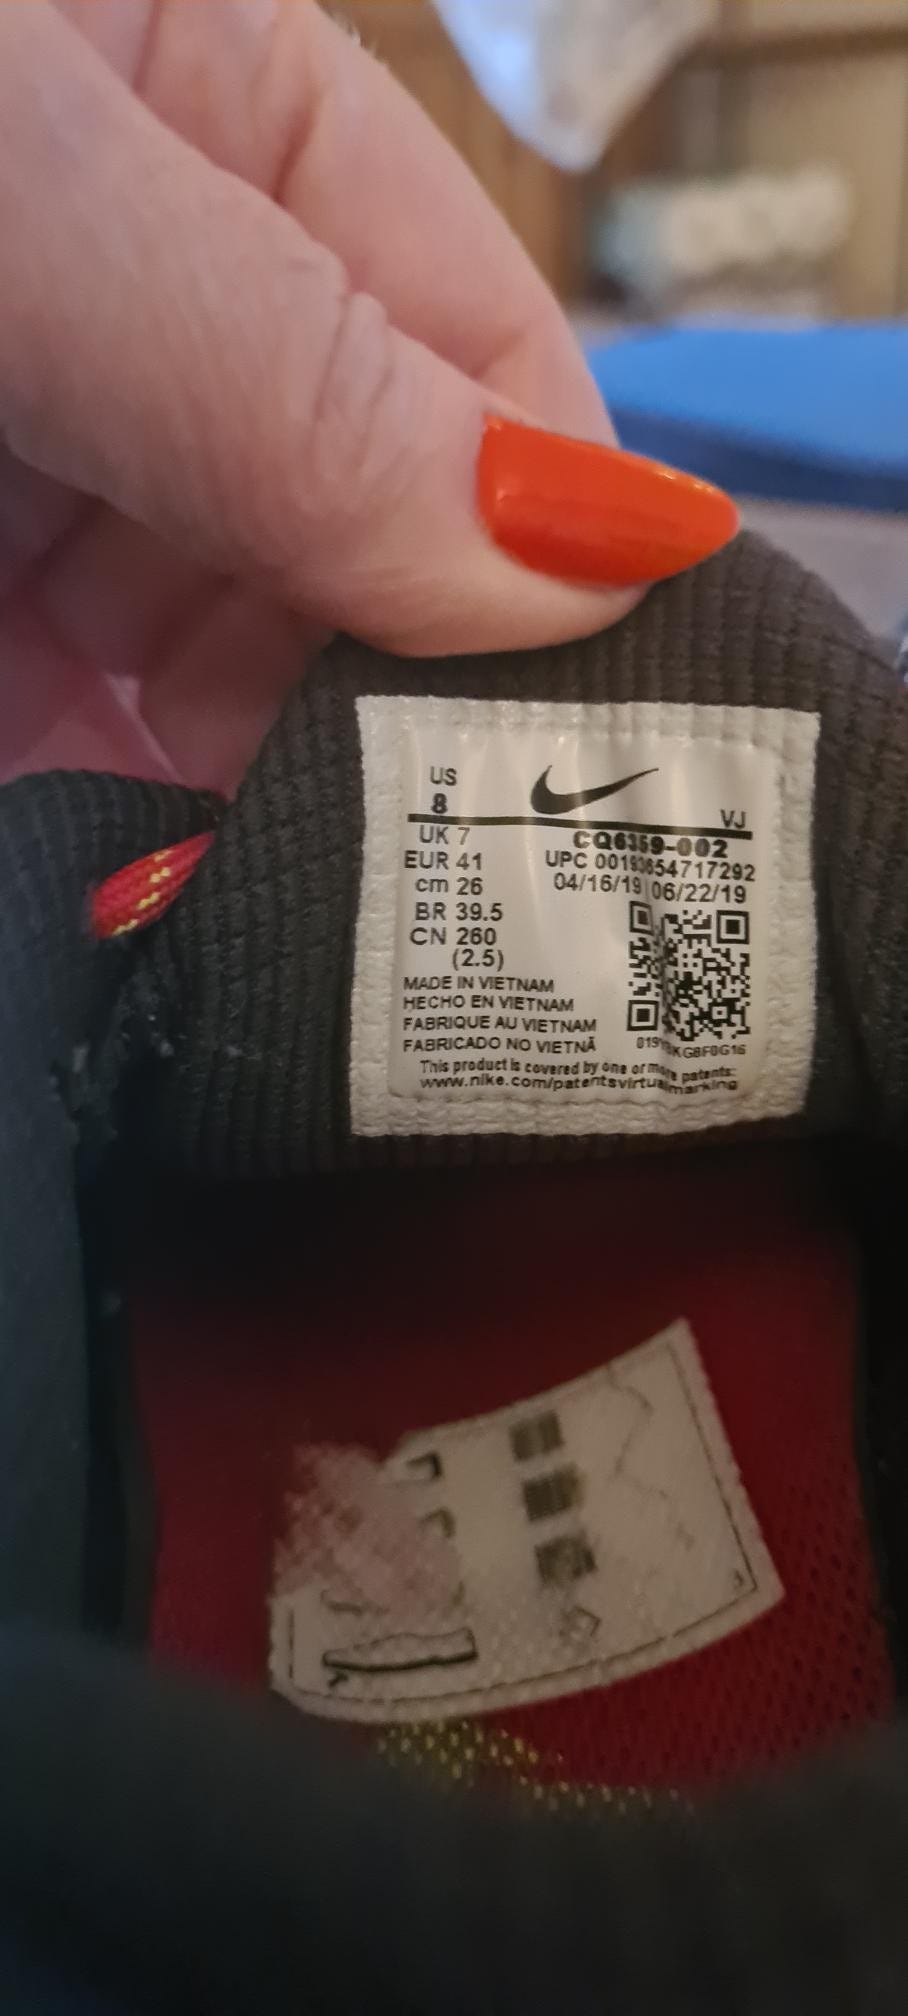 US
8
VJ
UK 7
CQ6359-002
EUR 41
UPC 00193654717292
cm 26
04/16/19 06/22/19
BR 39.5
CN 260
(2.5)
MADE IN VIETNAM
HECHO EN VIETNAM
FABRIQUE AU VIETNAM
FABRICADO NO VIETNÃ
This product is covered by one or more patents:
www.nike.com/patentsvirtualmarking